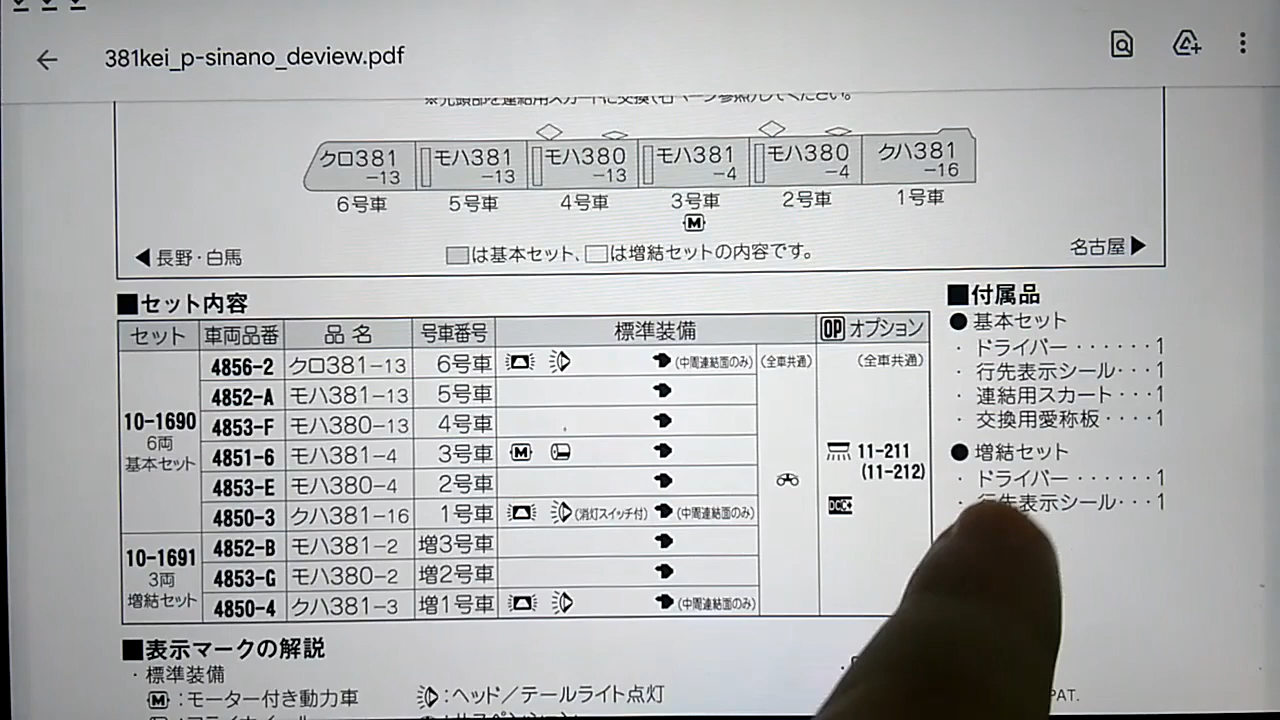 381kei_p-sinano_deview.pdf
クロ381 -13
モハ381 -13
モハ380 -13
モハ381 -4
モハ380 -4
クハ381 -16
6号車 5号車 4号車 3号車 2号車 1号車
M
◀長野・白馬
は基本セット、 は増結セットの内容です。
名古屋▶
■セット内容
セット 車両品番 品名 号車番号 標準装備 OP オプション
10-1690 6両 基本セット
4856-2 クロ381-13 6号車 (中間連結面のみ) (全車共通) (全車共通)
4852-A モハ381-13 5号車
4853-F モハ380-13 4号車
4851-6 モハ381-4 3号車 M
11-211
(11-212)
4853-E モハ380-4 2号車
4850-3 クハ381-16 1号車 (消灯スイッチ付) (中間連結面のみ)
10-1691 3両 増結セット
4852-B モハ381-2 増3号車
4853-G モハ380-2 増2号車
4850-4 クハ381-3 増1号車 (中間連結面のみ)
■付属品
●基本セット
・ドライバー・・・・・・1
・行先表示シール・・・1
・連結用スカート・・・・1
・交換用愛称板・・・・1
●増結セット
・ドライバー・・・・・・1
・行先表示シール・・・1
■表示マークの解説
・標準装備
M：モーター付き動力車
：ヘッド／テールライト点灯
PAT.